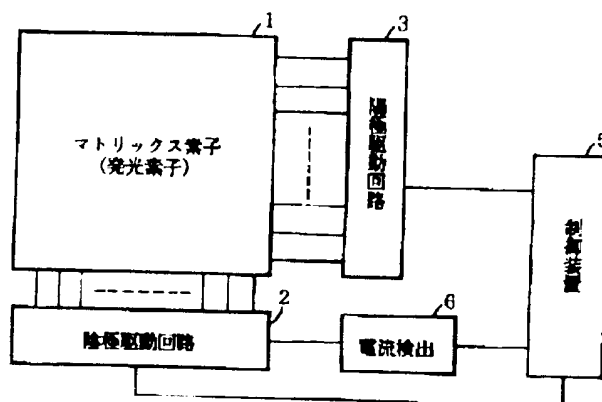 1
3
マトリックス素子
(発光素子)
陽極駆動回路
5
制御装置
2
陰極駆動回路
6
電流検出